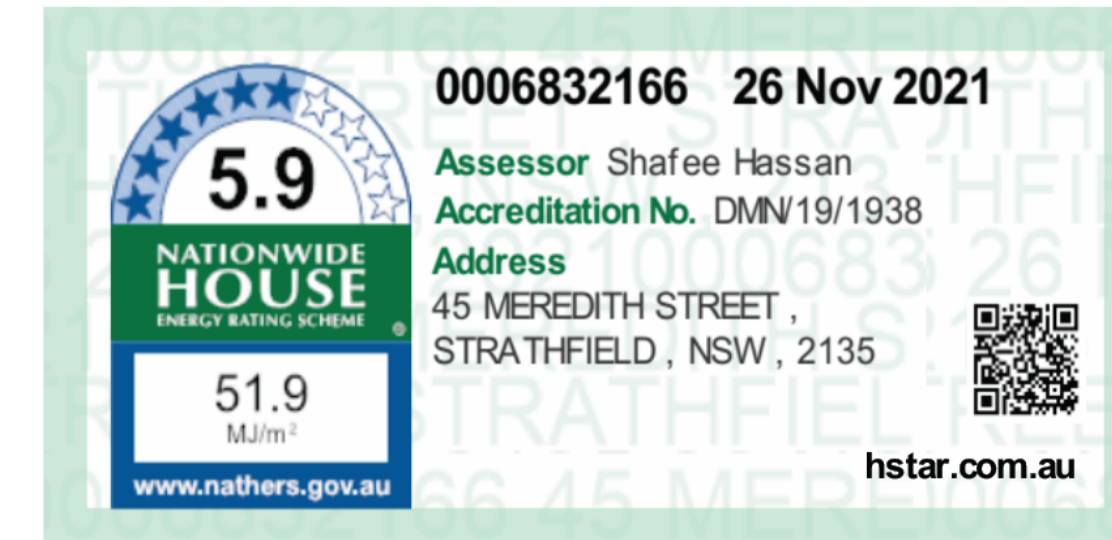 0006832166 26 Nov 2021
Assessor Shafee Hassan
Accreditation No. DMN/19/1938
Address
45 MEREDITH STREET ,
STRATHFIELD , NSW , 2135
hstar.com.au
5.9
NATIONWIDE
HOUSE
ENERGY RATING SCHEME ®
51.9
MJ/m²
www.nathers.gov.au